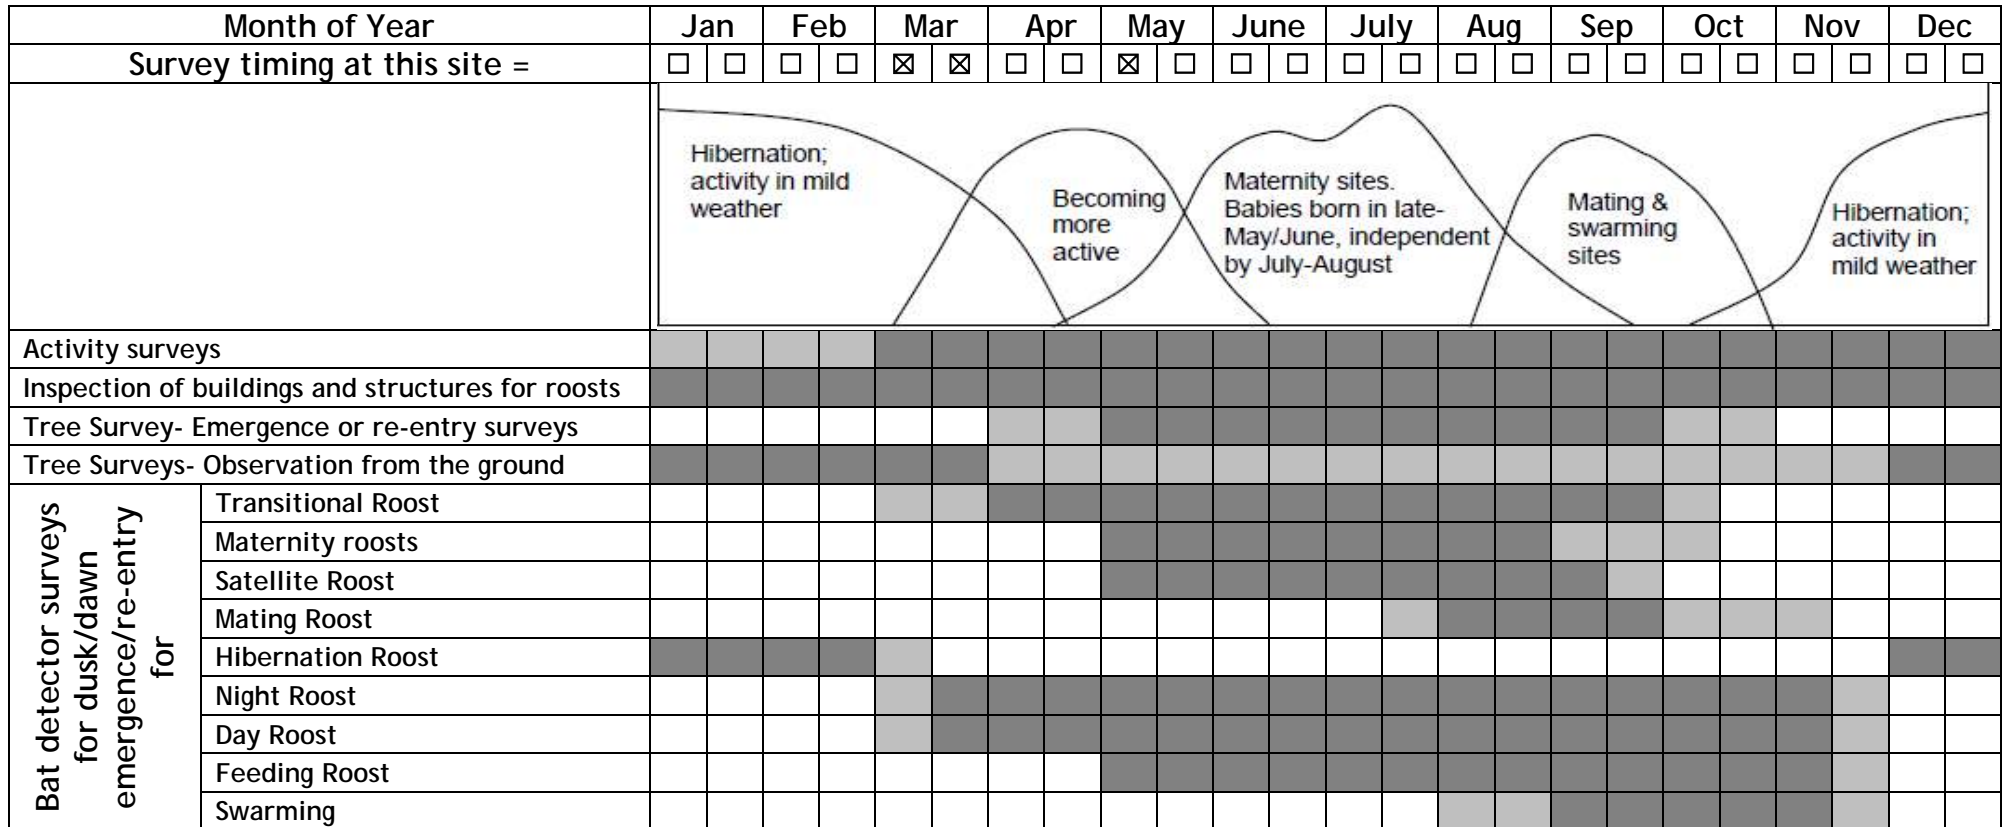 Month of Year Jan Feb Mar Apr May June July Aug Sep Oct Nov Dec
Survey timing at this site = ☐ ☐ ☐ ☐ ☒ ☒ ☐ ☐ ☒ ☐ ☐ ☐ ☐ ☐ ☐ ☐ ☐ ☐ ☐ ☐ ☐ ☐ ☐ ☐
Hibernation;
activity in mild
weather
Becoming
more
active
Maternity sites.
Babies born in late-
May/June, independent
by July-August
Mating &
swarming
sites
Hibernation;
activity in
mild weather
Activity surveys
Inspection of buildings and structures for roosts
Tree Survey- Emergence or re-entry surveys
Tree Surveys- Observation from the ground
Bat detector surveys
for dusk/dawn
emergence/re-entry
for
Transitional Roost
Maternity roosts
Satellite Roost
Mating Roost
Hibernation Roost
Night Roost
Day Roost
Feeding Roost
Swarming